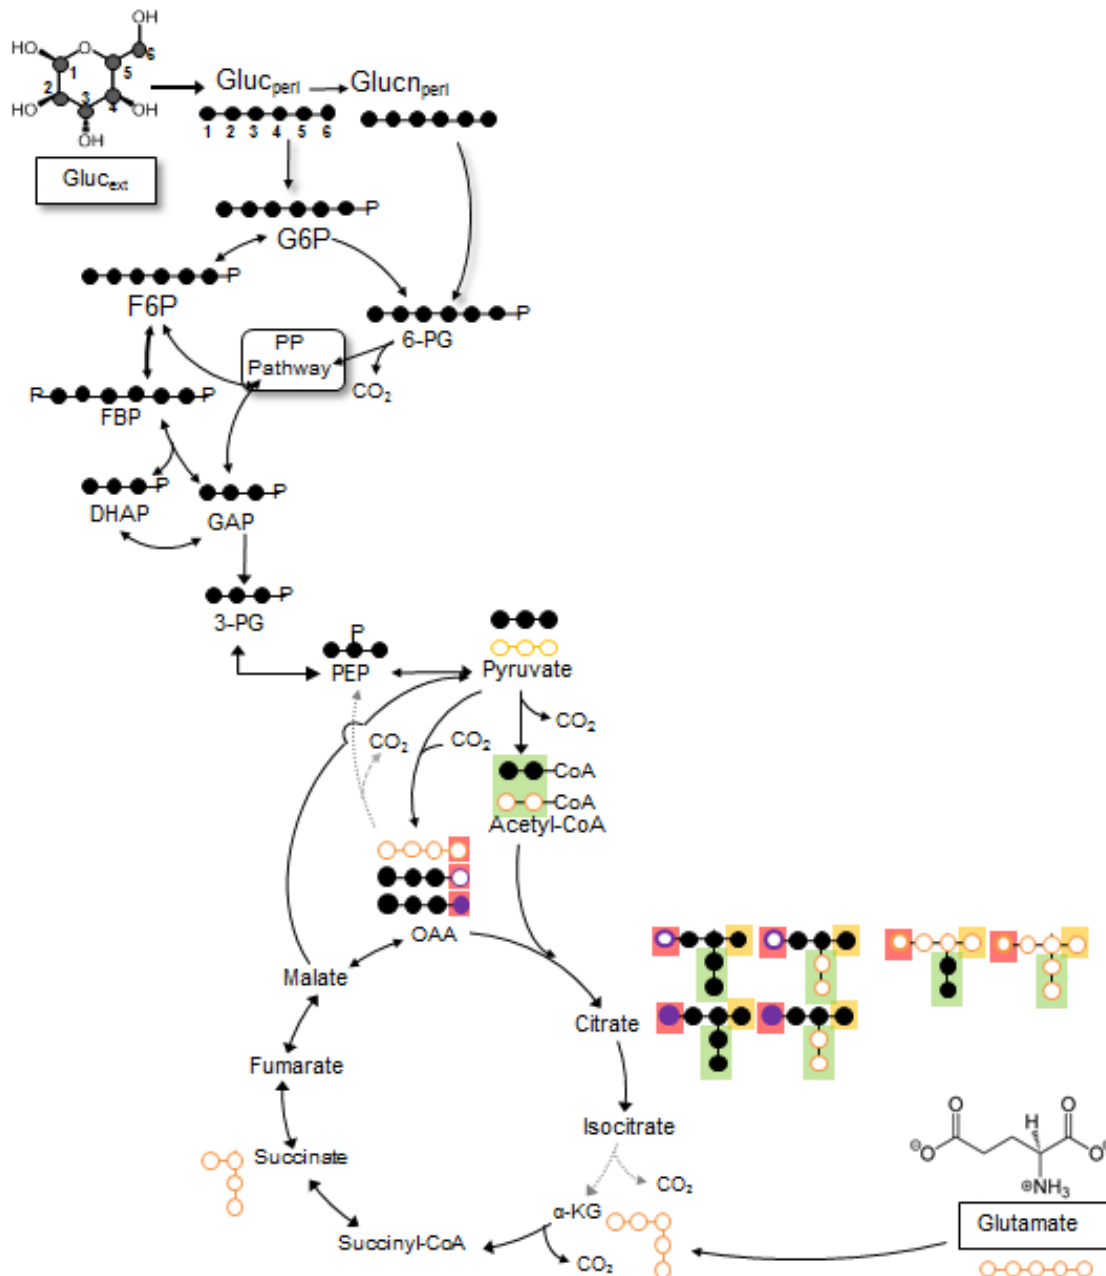 OH
HO O 6
1 5
2 3 4
HO OH
OH
Gluc_ext
Gluc_peri Glucn_peri
1 2 3 4 5 6
P
G6P
P
F6P
P
6-PG
PP
Pathway
CO₂
P P
FBP
P
DHAP
P
GAP
P
3-PG
P
PEP
Pyruvate
CO₂
CO₂
CO₂
CoA
CoA
Acetyl-CoA
OAA
Malate
Citrate
Fumarate
Isocitrate
CO₂
Succinate
α-KG
Succinyl-CoA
CO₂
O H O
⊖O O
⊕NH₃
Glutamate